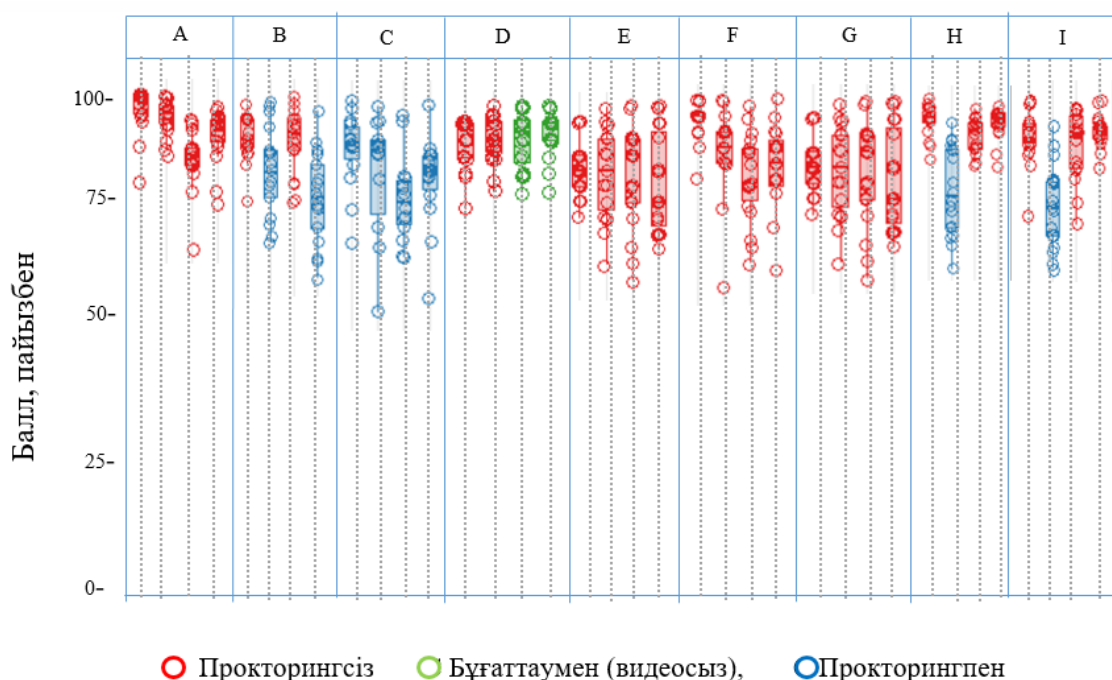 A B C D E F G H I
100-
75-
50-
25-
0-
Балл, пайызбен
Прокторингсіз Бұғаттаумен (видеосыз), Прокторингпен